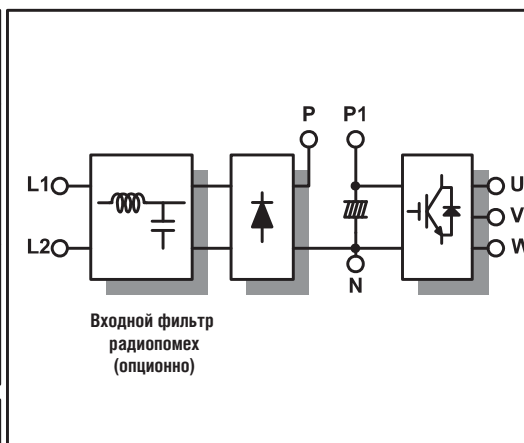 P P1
L1 U
V
L2 W
N
Входной фильтр
радиопомех
(опционно)